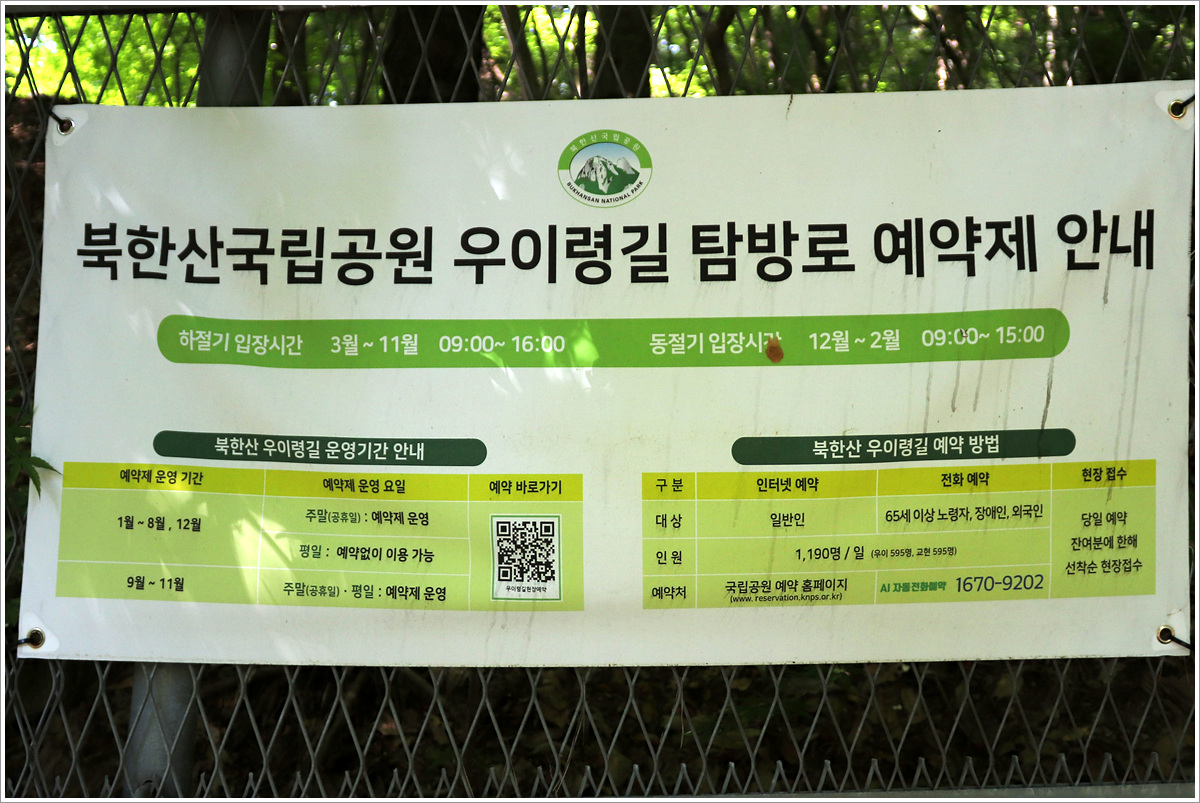 북한산국립공원
BUKHANSAN NATIONAL PARK
북한산국립공원 우이령길 탐방로 예약제 안내
하절기 입장시간 3월 ~ 11월 09:00~ 16:00 동절기 입장시간 12월 ~ 2월 09:00~ 15:00
북한산 우이령길 운영기간 안내
예약제 운영 기간 예약제 운영 요일 예약 바로가기
1월 ~ 8월 , 12월 주말(공휴일) : 예약제 운영
평일 : 예약없이 이용 가능
9월 ~ 11월 주말(공휴일) · 평일 : 예약제 운영
우이령길현장예약
북한산 우이령길 예약 방법
구 분 인터넷 예약 전화 예약 현장 접수
대 상 일반인 65세 이상 노령자, 장애인, 외국인
인 원 1,190명 / 일 (우이 595명, 교현 595명)
예약처 국립공원 예약 홈페이지 AI 자동전화예약 1670-9202
(www. reservation.knps.or.kr)
당일 예약
잔여분에 한해
선착순 현장접수